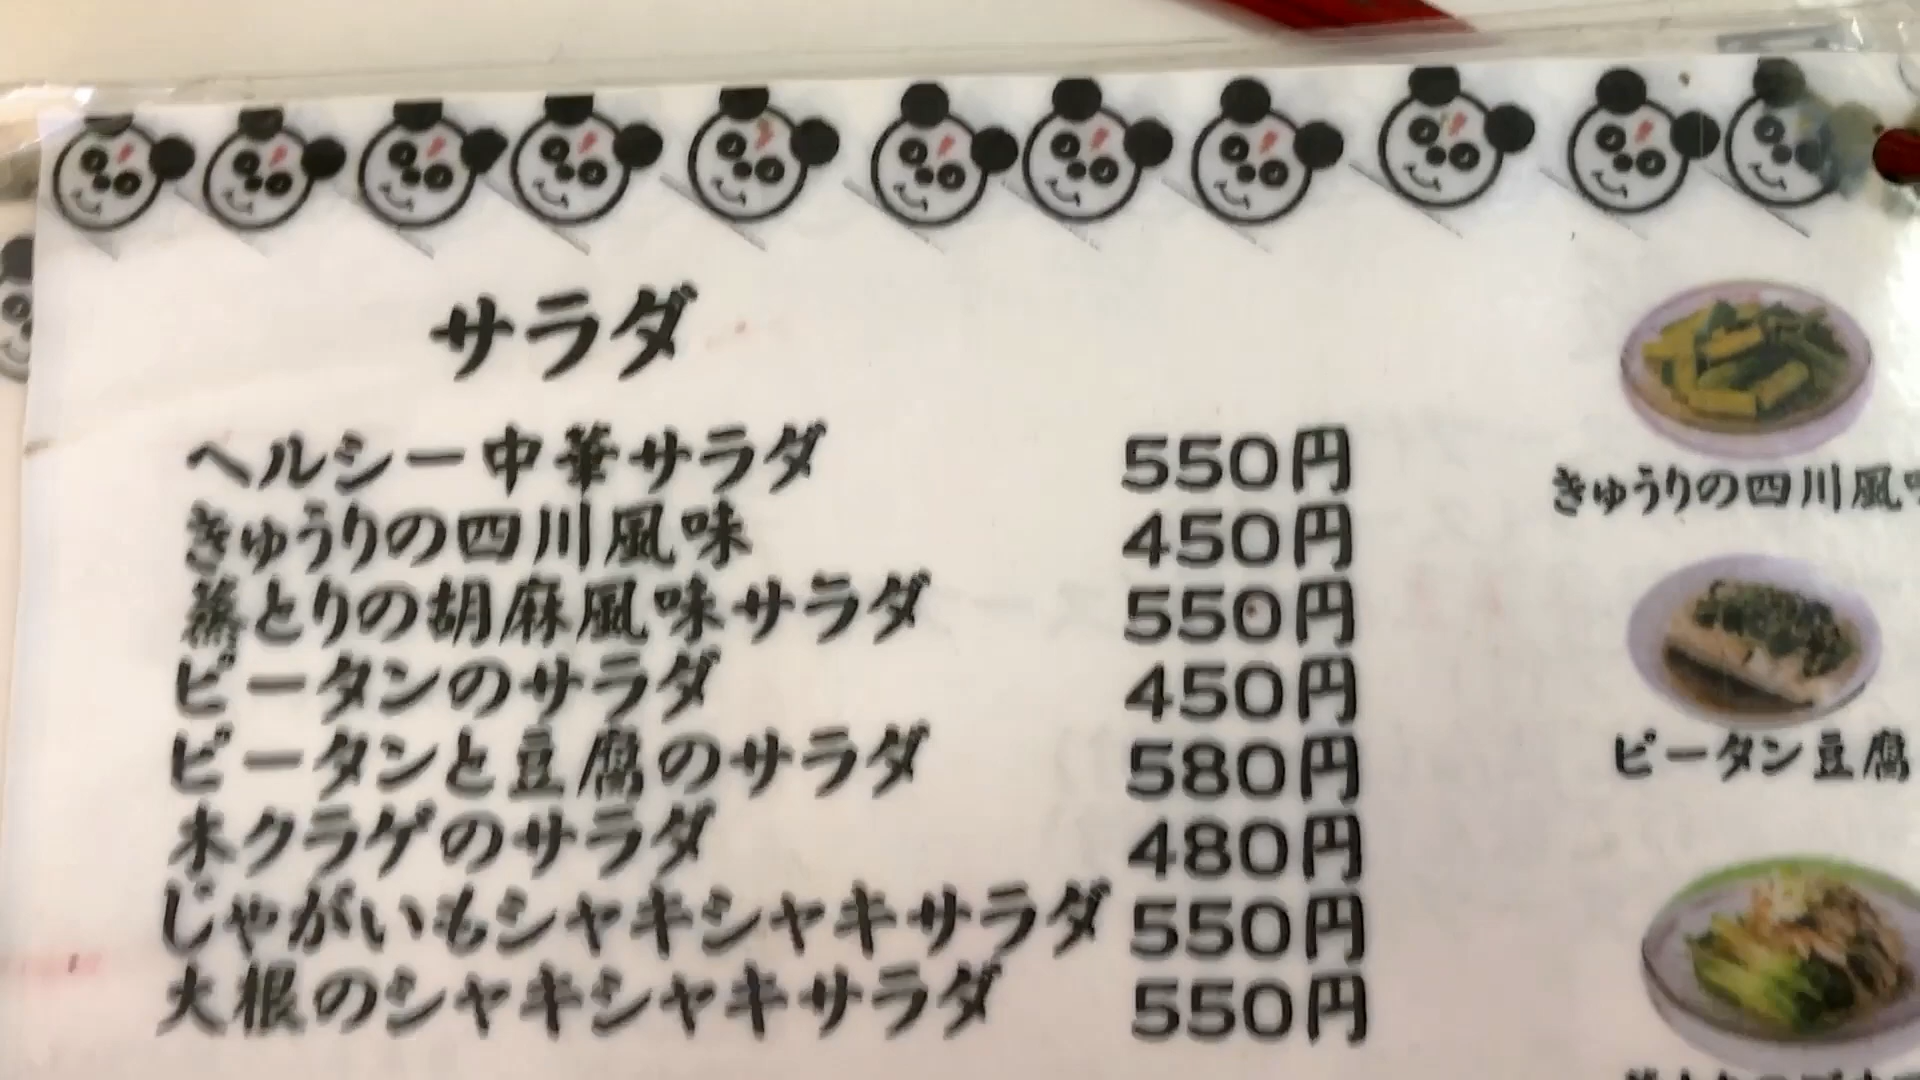 サラダ
ヘルシー中華サラダ 550円
きゅうりの四川風味 450円
蒸とりの胡麻風味サラダ 550円
ピータンのサラダ 450円
ピータンと豆腐のサラダ 580円
木クラゲのサラダ 480円
じゃがいもシャキシャキサラダ 550円
大根のシャキシャキサラダ 550円
きゅうりの四川風味
ピータン豆腐